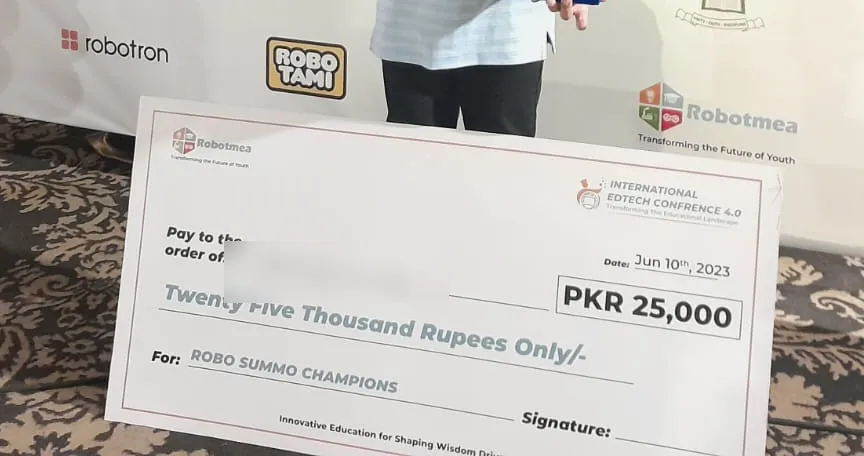 robotron
ROBO
TAMI
Robotmea
Transforming the Future of Youth
Robotmea
Transforming the Future of Youth
INTERNATIONAL
EDTECH CONFRENCE 4.0
Transforming the Educational Landscape
Date: Jun 10th, 2023
Pay to the
order of:
PKR 25,000
Twenty Five Thousand Rupees Only/-
For: ROBO SUMMO CHAMPIONS
Signature:
Innovative Education for Shaping Wisdom